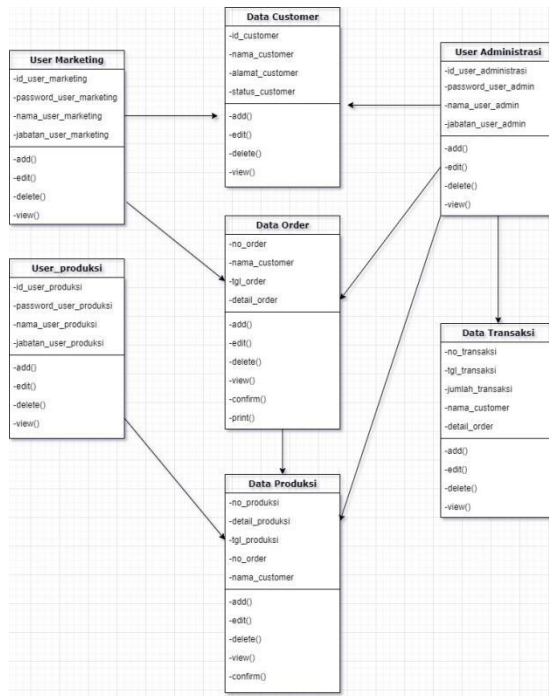 Data Customer
-id_customer
-nama_customer
-alamat_customer
-status_customer
-add()
-edit()
-delete()
-view()
User Marketing
-id_user_marketing
-password_user_marketing
-nama_user_marketing
-jabatan_user_marketing
-add()
-edit()
-delete()
-view()
User Administrasi
-id_user_administrasi
-password_user_admin
-nama_user_admin
-jabatan_user_admin
-add()
-edit()
-delete()
-view()
Data Order
-no_order
-nama_customer
-tgl_order
-detail_order
-add()
-edit()
-delete()
-view()
-confirm()
-print()
User_produksi
-id_user_produksi
-password_user_produksi
-nama_user_produksi
-jabatan_user_produksi
-add()
-edit()
-delete()
-view()
Data Transaksi
-no_transaksi
-tgl_transaksi
-jumlah_transaksi
-nama_customer
-detail_order
-add()
-edit()
-delete()
-view()
Data Produksi
-no_produksi
-detail_produksi
-tgl_produksi
-no_order
-nama_customer
-add()
-edit()
-delete()
-view()
-confirm()